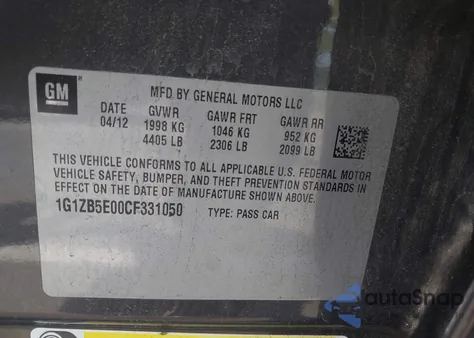 GM
MFD BY GENERAL MOTORS LLC
DATE GVWR GAWR FRT GAWR RR
04/12 1998 KG 1046 KG 952 KG
4405 LB 2306 LB 2099 LB
THIS VEHICLE CONFORMS TO ALL APPLICABLE U.S. FEDERAL MOTOR
VEHICLE SAFETY, BUMPER, AND THEFT PREVENTION STANDARDS IN
EFFECT ON THE DATE OF MANUFACTURE SHOWN ABOVE.
1G1ZB5E00CF331050 TYPE: PASS CAR
autoSnap